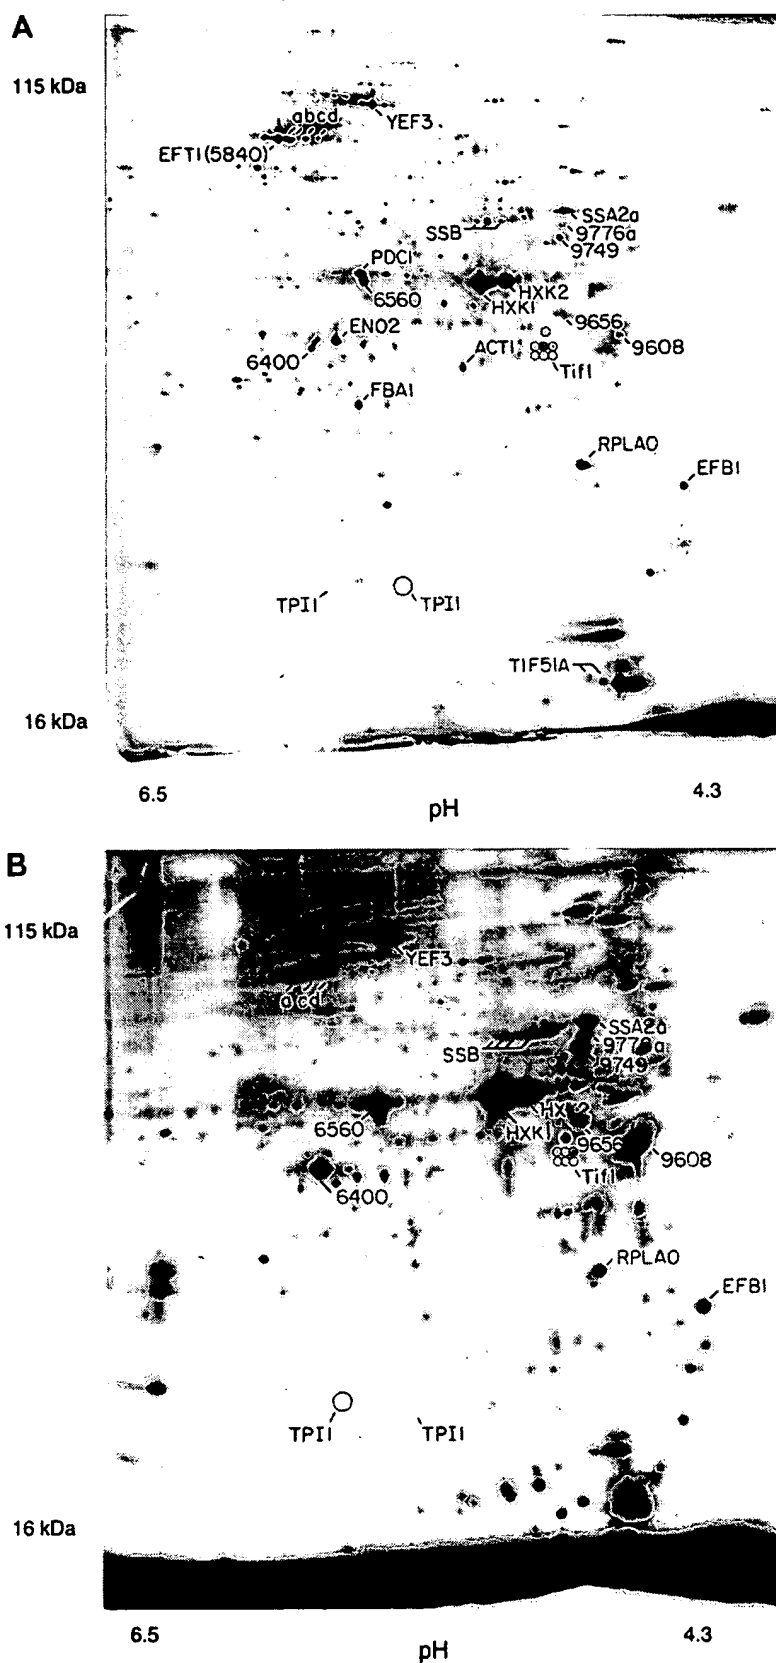 A
115 kDa
abcd
YEF3
EFT1(5840)
SSB
SSA2a
9776a
9749
PDC1
6560
HXK2
HXK1
ENO2
9656
9608
6400
ACT1
Tif1
FBA1
RPLA0
EFB1
TPI1
TPI1
TIF51A
16 kDa
6.5
4.3
pH
B
115 kDa
YEF3
a cd
SSB
SSA2a
9776a
9749
6560
HXK2
HXK1
9656
9608
Tif1
6400
RPLA0
EFB1
TPI1
TPI1
16 kDa
6.5
4.3
pH